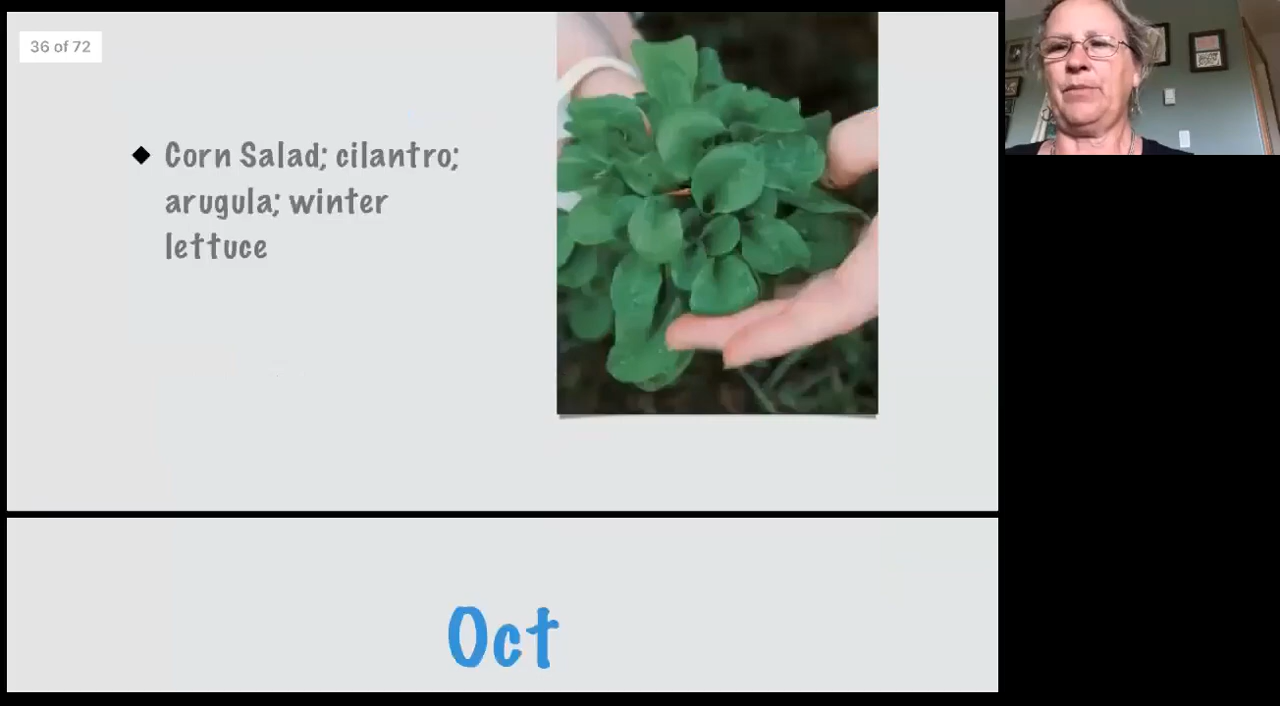 36 of 72
Corn Salad; cilantro;
arugula; winter
lettuce
Oct